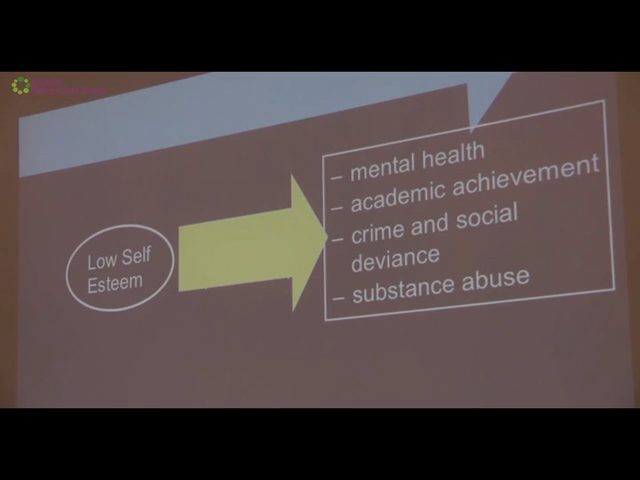 Low Self
Esteem
– mental health
– academic achievement
– crime and social
deviance
– substance abuse